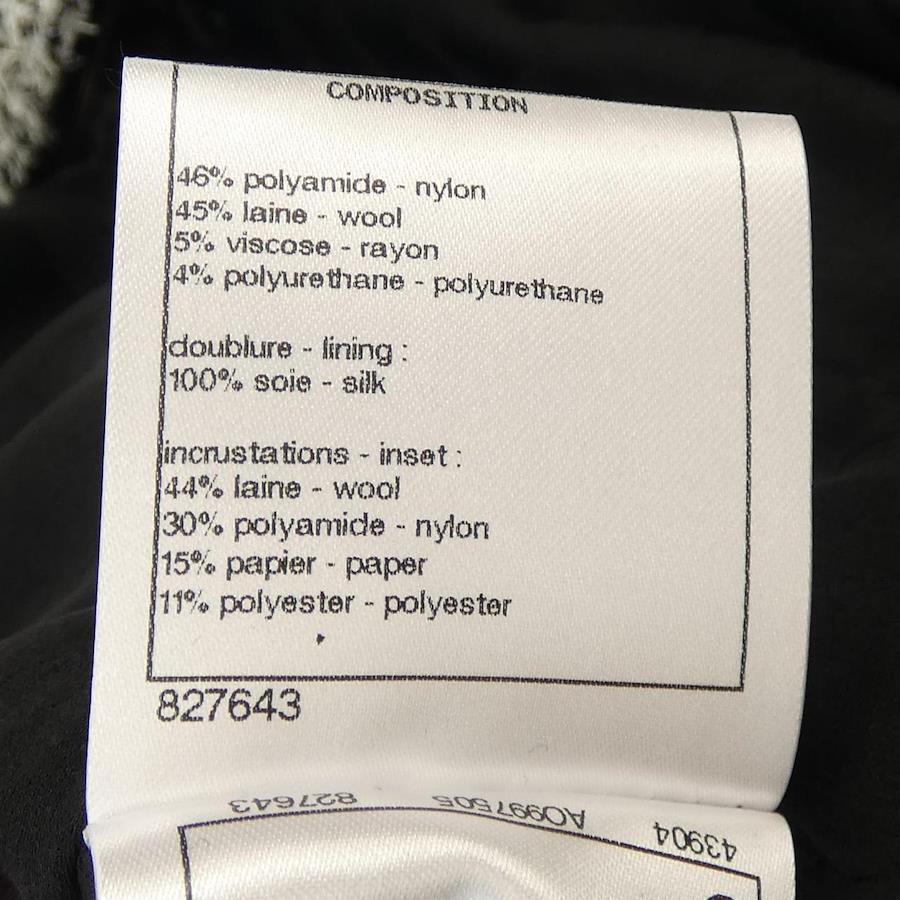 COMPOSITION
46% polyamide - nylon
45% laine - wool
5% viscose - rayon
4% polyurethane - polyurethane
doublure - lining :
100% soie - silk
incrustations - inset :
44% laine - wool
30% polyamide - nylon
15% papier - paper
11% polyester - polyester
827643
43904 AO997505 827643